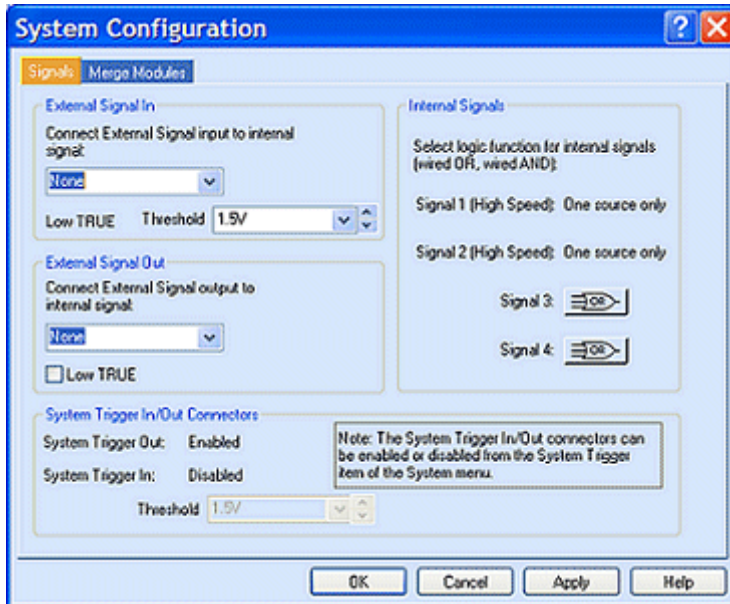 System Configuration
Signals
Merge Modules
External Signal In
Connect External Signal input to internal
signal:
None
Low TRUE
Threshold
1.5V
External Signal Out
Connect External Signal output to
internal signal:
None
Low TRUE
Internal Signals
Select logic function for internal signals
(wired OR, wired AND):
Signal 1 (High Speed): One source only
Signal 2 (High Speed): One source only
Signal 3:
OR
Signal 4:
OR
System Trigger In/Out Connectors
System Trigger Out: Enabled
System Trigger In: Disabled
Threshold
1.5V
Note: The System Trigger In/Out connectors can
be enabled or disabled from the System Trigger
item of the System menu.
OK
Cancel
Apply
Help